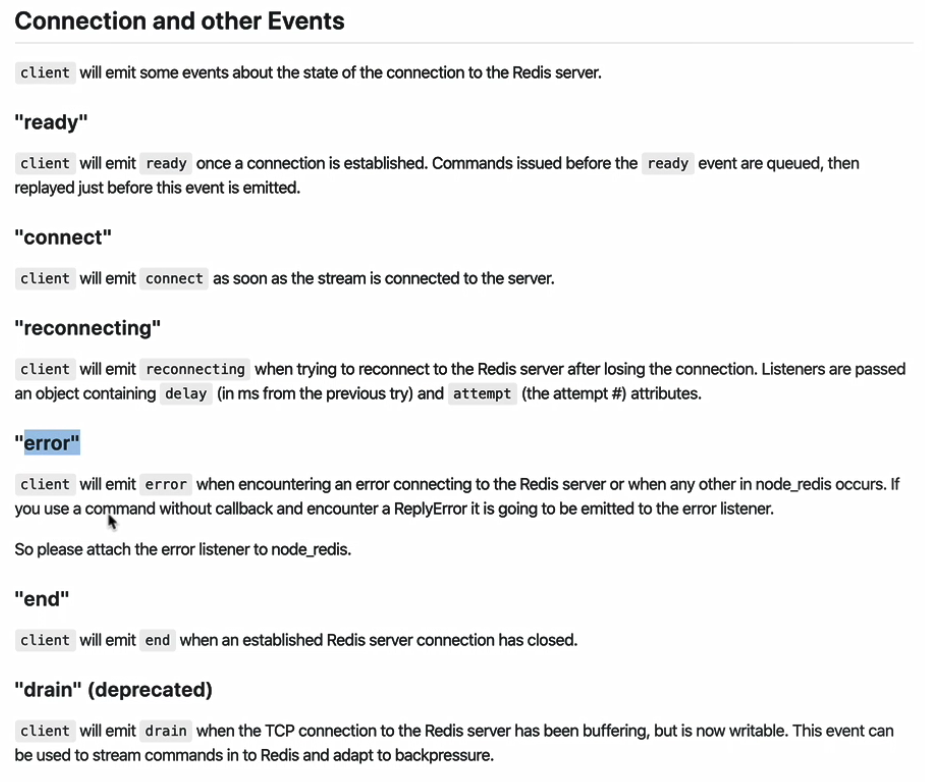 Connection and other Events
client will emit some events about the state of the connection to the Redis server.
"ready"
client will emit ready once a connection is established. Commands issued before the ready event are queued, then
replayed just before this event is emitted.
"connect"
client will emit connect as soon as the stream is connected to the server.
"reconnecting"
client will emit reconnecting when trying to reconnect to the Redis server after losing the connection. Listeners are passed
an object containing delay (in ms from the previous try) and attempt (the attempt #) attributes.
"error"
client will emit error when encountering an error connecting to the Redis server or when any other in node_redis occurs. If
you use a command without callback and encounter a ReplyError it is going to be emitted to the error listener.
So please attach the error listener to node_redis.
"end"
client will emit end when an established Redis server connection has closed.
"drain" (deprecated)
client will emit drain when the TCP connection to the Redis server has been buffering, but is now writable. This event can
be used to stream commands in to Redis and adapt to backpressure.